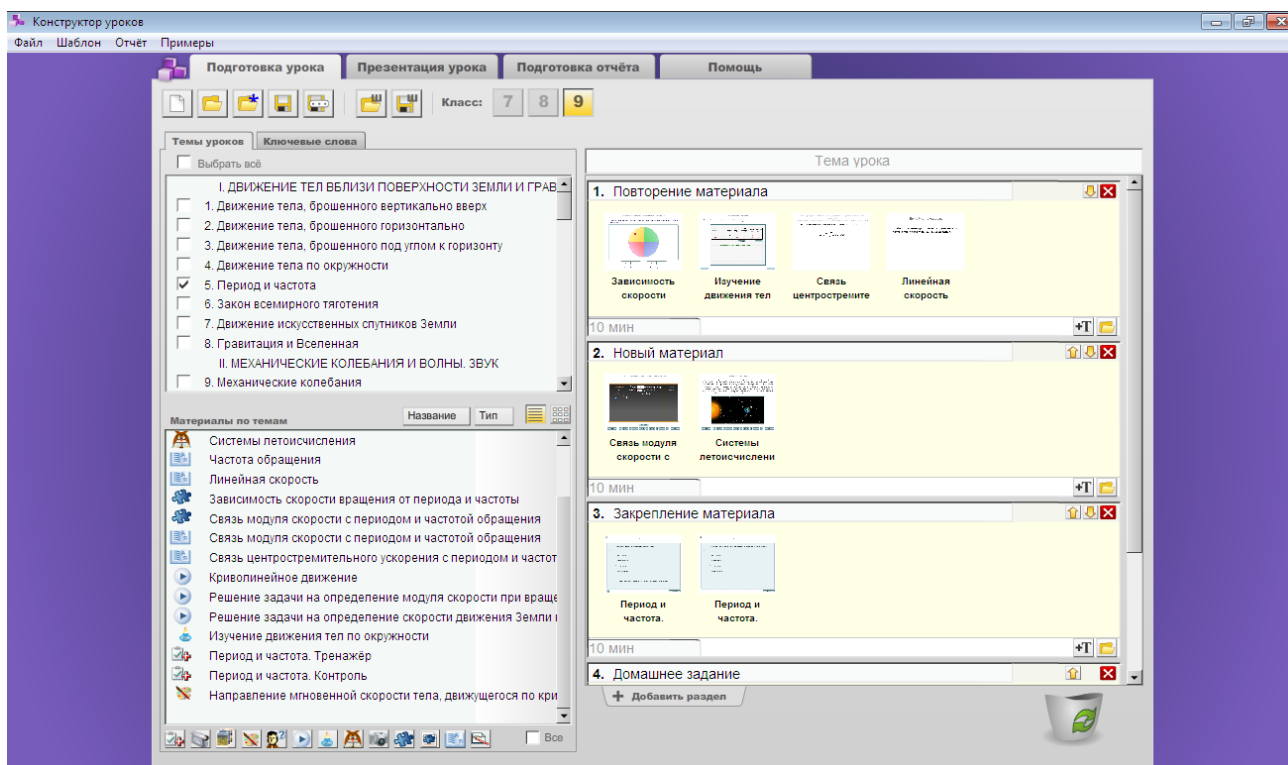 Конструктор уроков
Файл Шаблон Отчёт Примеры
Подготовка урока Презентация урока Подготовка отчёта Помощь
Класс: 7 8 9
Темы уроков Ключевые слова
Выбрать всё
I. ДВИЖЕНИЕ ТЕЛ ВБЛИЗИ ПОВЕРХНОСТИ ЗЕМЛИ И ГРАВ
1. Движение тела, брошенного вертикально вверх
2. Движение тела, брошенного горизонтально
3. Движение тела, брошенного под углом к горизонту
4. Движение тела по окружности
5. Период и частота
6. Закон всемирного тяготения
7. Движение искусственных спутников Земли
8. Гравитация и Вселенная
II. МЕХАНИЧЕСКИЕ КОЛЕБАНИЯ И ВОЛНЫ. ЗВУК
9. Механические колебания
Материалы по темам Название Тип
Системы летоисчисления
Частота обращения
Линейная скорость
Зависимость скорости вращения от периода и частоты
Связь модуля скорости с периодом и частотой обращения
Связь модуля скорости с периодом и частотой обращения
Связь центростремительного ускорения с периодом и частот
Криволинейное движение
Решение задачи на определение модуля скорости при враще
Решение задачи на определение скорости движения Земли
Изучение движения тел по окружности
Период и частота. Тренажёр
Период и частота. Контроль
Направление мгновенной скорости тела, движущегося по кри
Все
Тема урока
1. Повторение материала
Зависимость скорости
Изучение движения тел
Связь центростремите
Линейная скорость
10 мин +T
2. Новый материал
Связь модуля скорости с
Системы летоисчислени
10 мин +T
3. Закрепление материала
Период и частота.
Период и частота.
10 мин +T
4. Домашнее задание
+ Добавить раздел